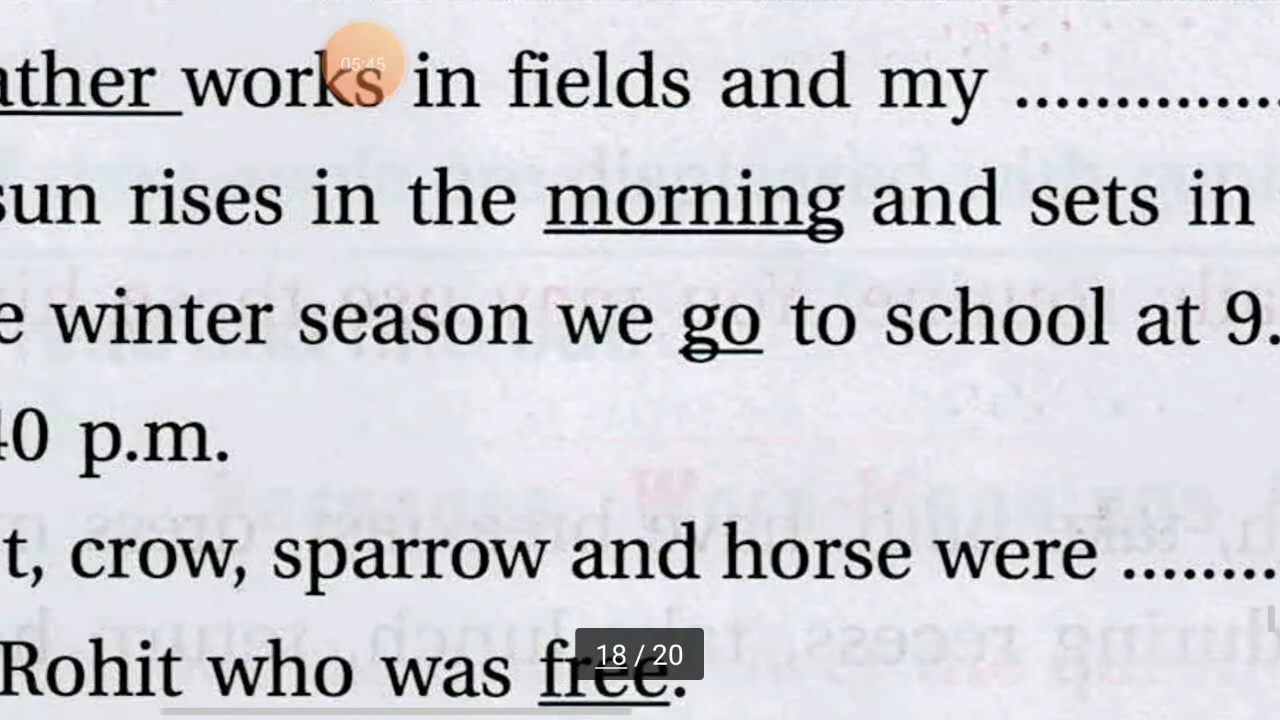 ather works in fields and my ..............
sun rises in the morning and sets in
e winter season we go to school at 9.
40 p.m.
t, crow, sparrow and horse were ........
Rohit who was free.
05:45
18 / 20